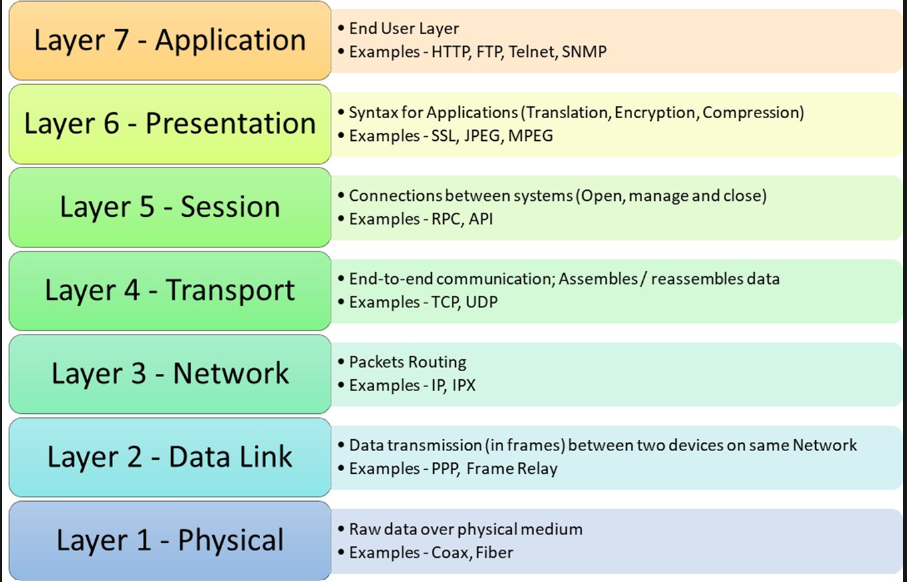 Layer 7 - Application
• End User Layer
• Examples - HTTP, FTP, Telnet, SNMP
Layer 6 - Presentation
• Syntax for Applications (Translation, Encryption, Compression)
• Examples - SSL, JPEG, MPEG
Layer 5 - Session
• Connections between systems (Open, manage and close)
• Examples - RPC, API
Layer 4 - Transport
• End-to-end communication; Assembles / reassembles data
• Examples - TCP, UDP
Layer 3 - Network
• Packets Routing
• Examples - IP, IPX
Layer 2 - Data Link
• Data transmission (in frames) between two devices on same Network
• Examples - PPP, Frame Relay
Layer 1 - Physical
• Raw data over physical medium
• Examples - Coax, Fiber